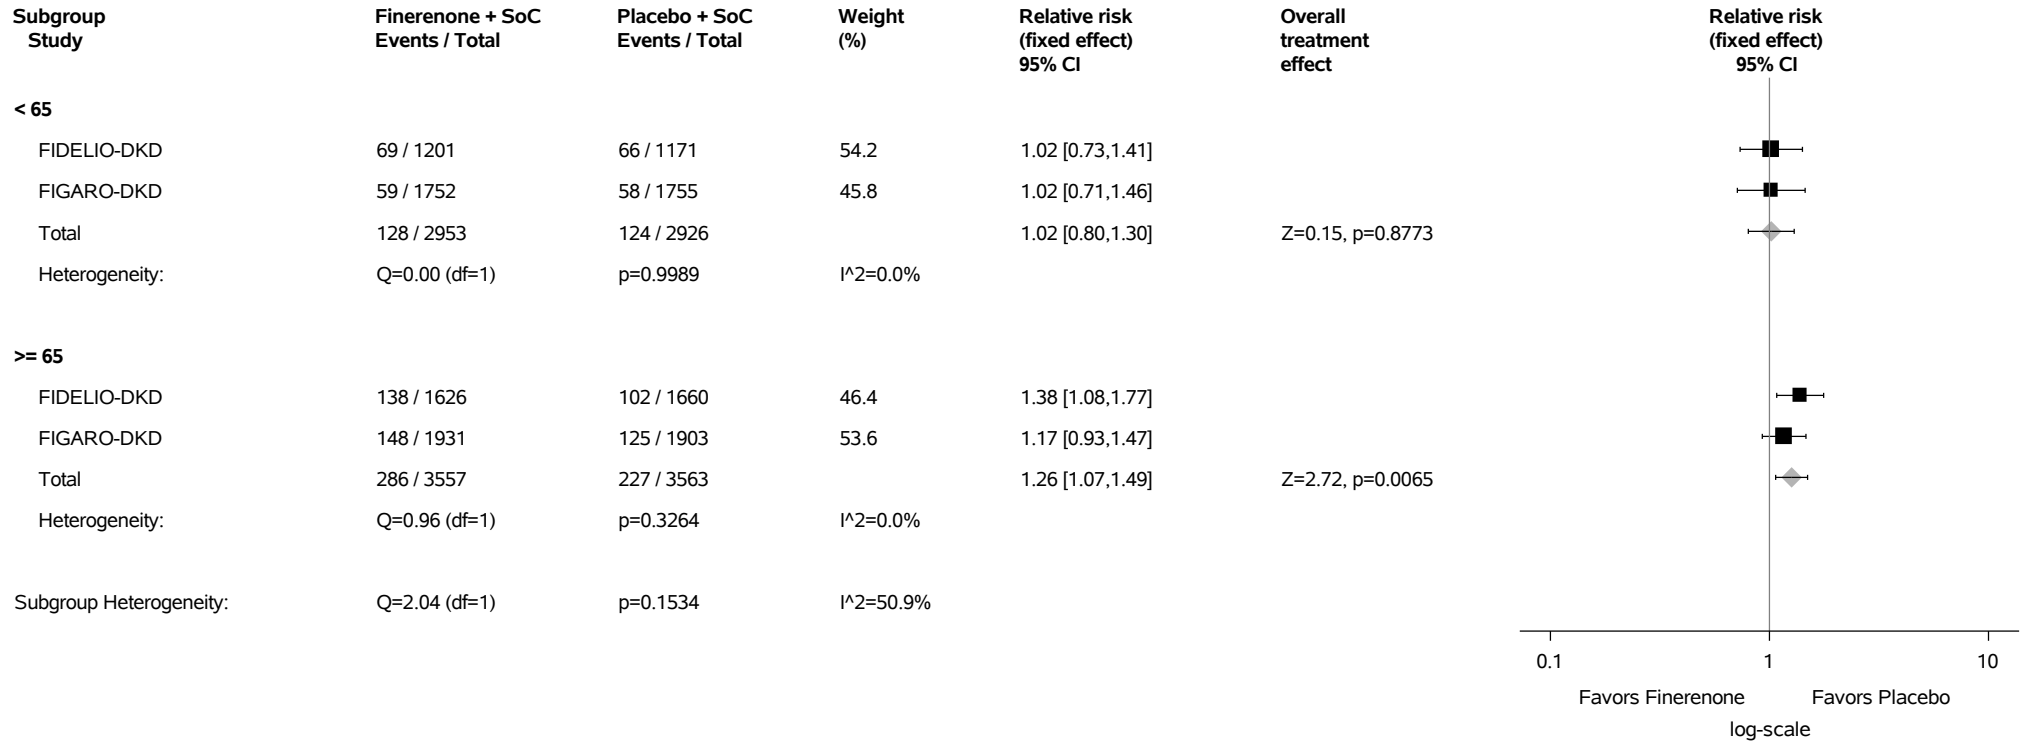 Subgroup Finerenone + SoC Placebo + SoC Weight Relative risk Overall Relative risk
Study Events / Total Events / Total (%) (fixed effect) treatment (fixed effect)
95% CI effect 95% CI
< 65
FIDELIO-DKD 69 / 1201 66 / 1171 54.2 1.02 [0.73,1.41]
FIGARO-DKD 59 / 1752 58 / 1755 45.8 1.02 [0.71,1.46]
Total 128 / 2953 124 / 2926 1.02 [0.80,1.30] Z=0.15, p=0.8773
Heterogeneity: Q=0.00 (df=1) p=0.9989 I^2=0.0%
>= 65
FIDELIO-DKD 138 / 1626 102 / 1660 46.4 1.38 [1.08,1.77]
FIGARO-DKD 148 / 1931 125 / 1903 53.6 1.17 [0.93,1.47]
Total 286 / 3557 227 / 3563 1.26 [1.07,1.49] Z=2.72, p=0.0065
Heterogeneity: Q=0.96 (df=1) p=0.3264 I^2=0.0%
Subgroup Heterogeneity: Q=2.04 (df=1) p=0.1534 I^2=50.9%
0.1 1 10
Favors Finerenone Favors Placebo
log-scale